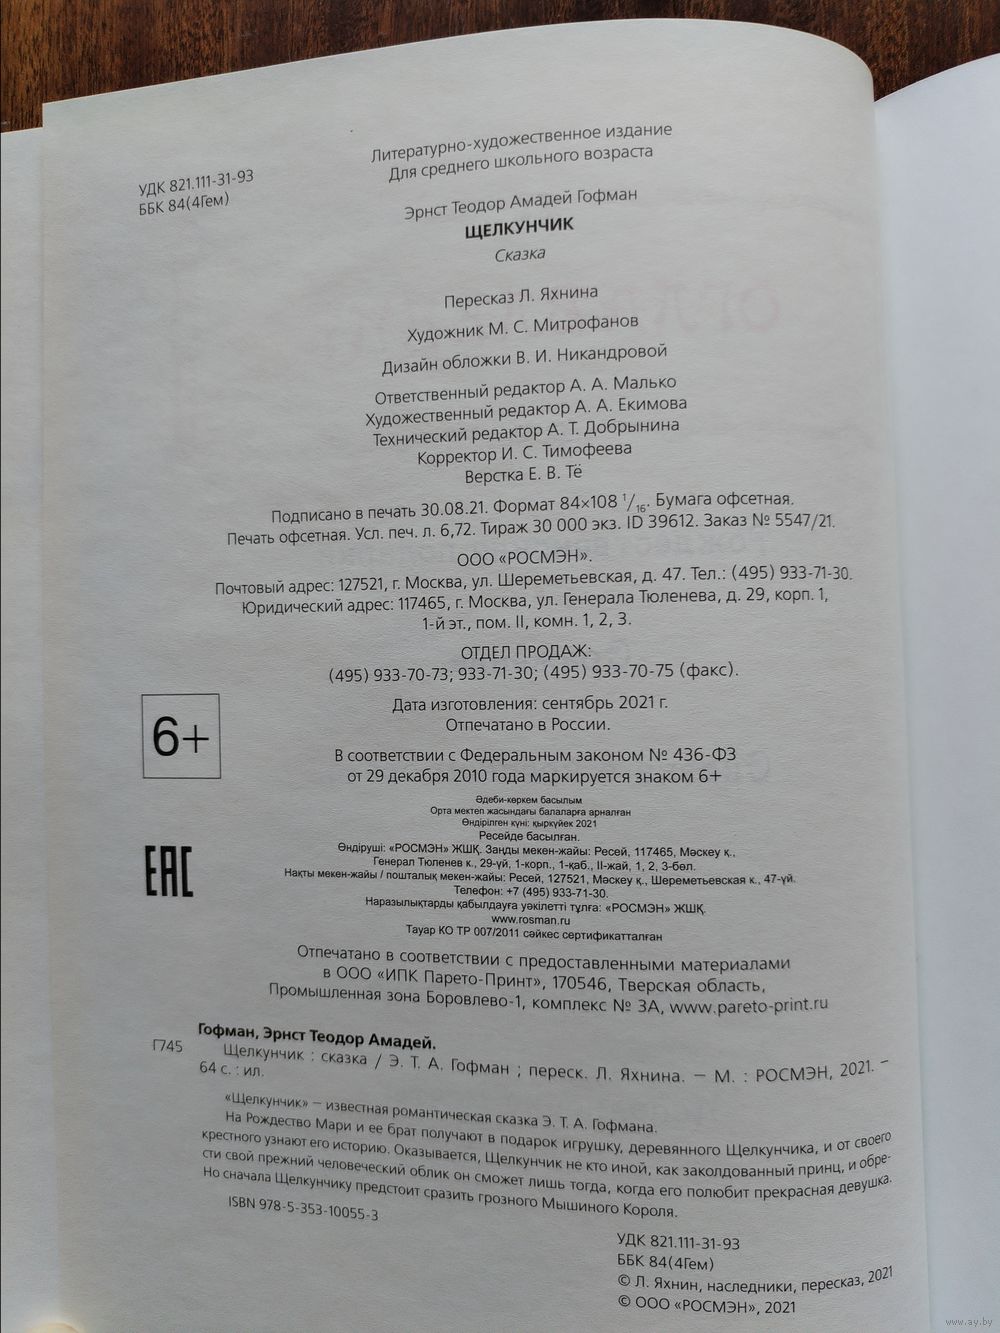 Литературно-художественное издание
Для среднего школьного возраста
УДК 821.111-31-93
ББК 84(4Гем)
Эрнст Теодор Амадей Гофман
ЩЕЛКУНЧИК
Сказка
Пересказ Л. Яхнина
Художник М. С. Митрофанов
Дизайн обложки В. И. Никандровой
Ответственный редактор А. А. Малько
Художественный редактор А. А. Екимова
Технический редактор А. Т. Добрынина
Корректор И. С. Тимофеева
Верстка Е. В. Тё
Подписано в печать 30.08.21. Формат 84×108 1/16. Бумага офсетная.
Печать офсетная. Усл. печ. л. 6,72. Тираж 30 000 экз. ID 39612. Заказ № 5547/21.
ООО «РОСМЭН».
Почтовый адрес: 127521, г. Москва, ул. Шереметьевская, д. 47. Тел.: (495) 933-71-30.
Юридический адрес: 117465, г. Москва, ул. Генерала Тюленева, д. 29, корп. 1,
1-й эт., пом. II, комн. 1, 2, 3.
ОТДЕЛ ПРОДАЖ:
(495) 933-70-73; 933-71-30; (495) 933-70-75 (факс).
Дата изготовления: сентябрь 2021 г.
Отпечатано в России.
6+
В соответствии с Федеральным законом № 436-ФЗ
от 29 декабря 2010 года маркируется знаком 6+
Әдеби-көркем басылым
Орта мектеп жасындағы балаларға арналған
Өндірілген күні: қыркүйек 2021
Ресейде басылған.
Өндіруші: «РОСМЭН» ЖШҚ. Заңды мекен-жайы: Ресей, 117465, Мәскеу қ.,
Генерал Тюленев к., 29-үй, 1-корп., 1-қаб., II-жай, 1, 2, 3-бөл.
Нақты мекен-жайы / пошталық мекен-жайы: Ресей, 127521, Мәскеу қ., Шереметьевская к., 47-үй.
Телефон: +7 (495) 933-71-30.
Наразылықтарды қабылдауға уәкілетті тұлға: «РОСМЭН» ЖШҚ.
www.rosman.ru
Тауар КО ТР 007/2011 сәйкес сертификатталған
EAC
Отпечатано в соответствии с предоставленными материалами
в ООО «ИПК Парето-Принт», 170546, Тверская область,
Промышленная зона Боровлево-1, комплекс № 3А, www.pareto-print.ru
Гофман, Эрнст Теодор Амадей.
Г745
Щелкунчик : сказка / Э. Т. А. Гофман ; переск. Л. Яхнина. – М. : РОСМЭН, 2021. –
64 с. : ил.
«Щелкунчик» – известная романтическая сказка Э. Т. А. Гофмана.
На Рождество Мари и ее брат получают в подарок игрушку, деревянного Щелкунчика, и от своего
крестного узнают его историю. Оказывается, Щелкунчик не кто иной, как заколдованный принц, и обре-
сти свой прежний человеческий облик он сможет лишь тогда, когда его полюбит прекрасная девушка.
Но сначала Щелкунчику предстоит сразить грозного Мышиного Короля.
ISBN 978-5-353-10055-3
УДК 821.111-31-93
ББК 84(4Гем)
© Л. Яхнин, наследники, пересказ, 2021
© ООО «РОСМЭН», 2021
www.ay.by